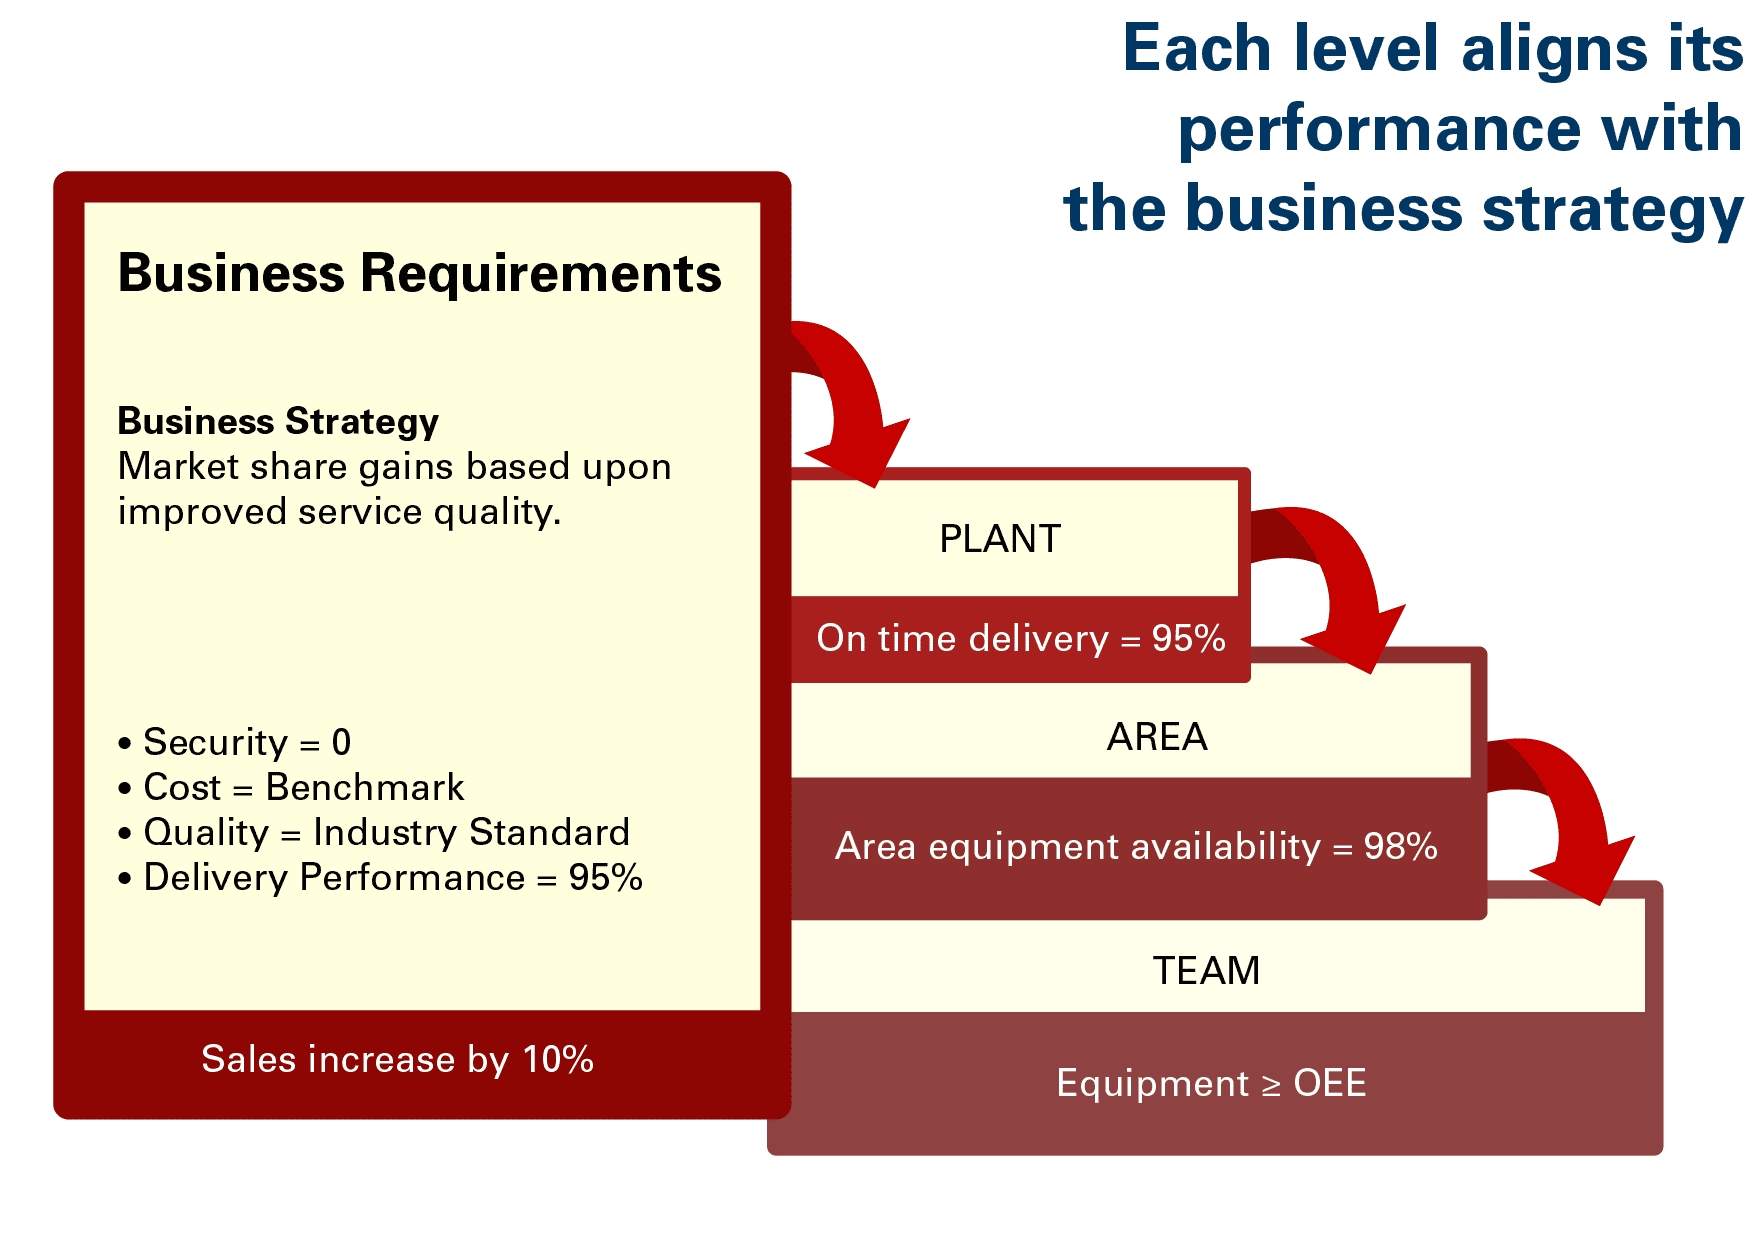 Each level aligns its
performance with
the business strategy
Business Requirements
Business Strategy
Market share gains based upon
improved service quality.
• Security = 0
• Cost = Benchmark
• Quality = Industry Standard
• Delivery Performance = 95%
Sales increase by 10%
PLANT
On time delivery = 95%
AREA
Area equipment availability = 98%
TEAM
Equipment ≥ OEE